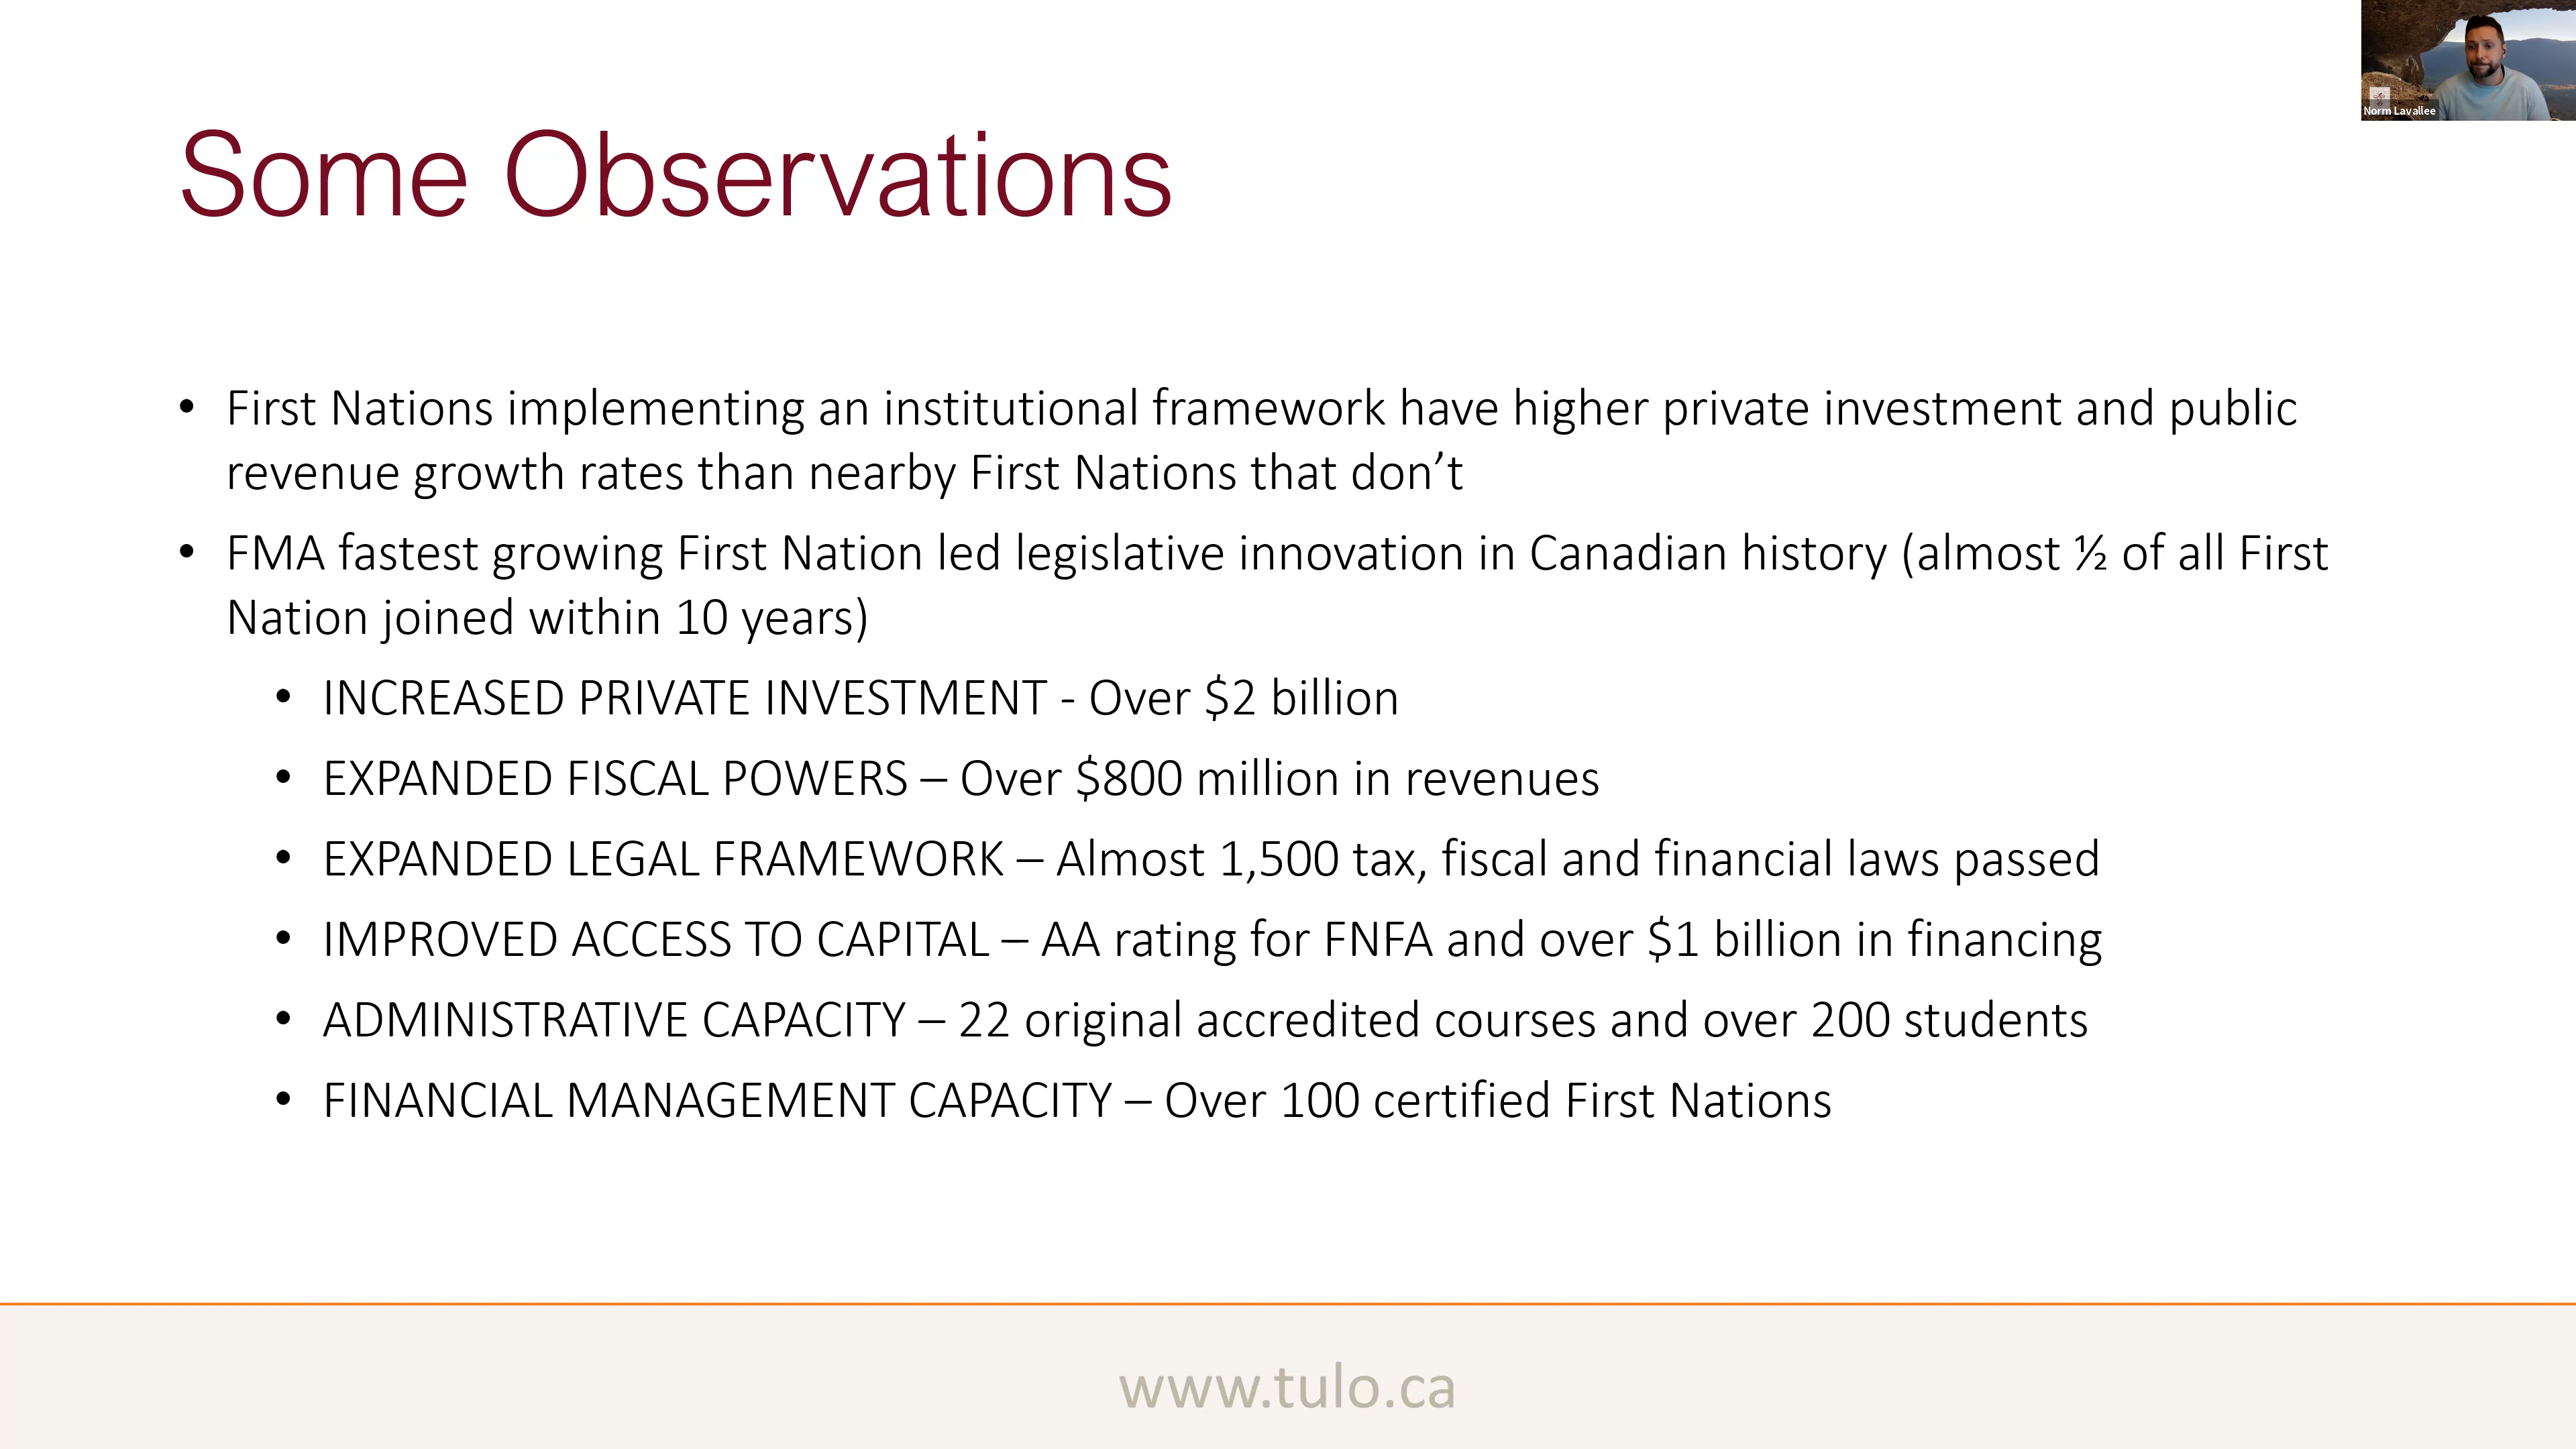 Norm Lavallee
Some Observations
• First Nations implementing an institutional framework have higher private investment and public
revenue growth rates than nearby First Nations that don’t
• FMA fastest growing First Nation led legislative innovation in Canadian history (almost ½ of all First
Nation joined within 10 years)
• INCREASED PRIVATE INVESTMENT - Over $2 billion
• EXPANDED FISCAL POWERS – Over $800 million in revenues
• EXPANDED LEGAL FRAMEWORK – Almost 1,500 tax, fiscal and financial laws passed
• IMPROVED ACCESS TO CAPITAL – AA rating for FNFA and over $1 billion in financing
• ADMINISTRATIVE CAPACITY – 22 original accredited courses and over 200 students
• FINANCIAL MANAGEMENT CAPACITY – Over 100 certified First Nations
www.tulo.ca